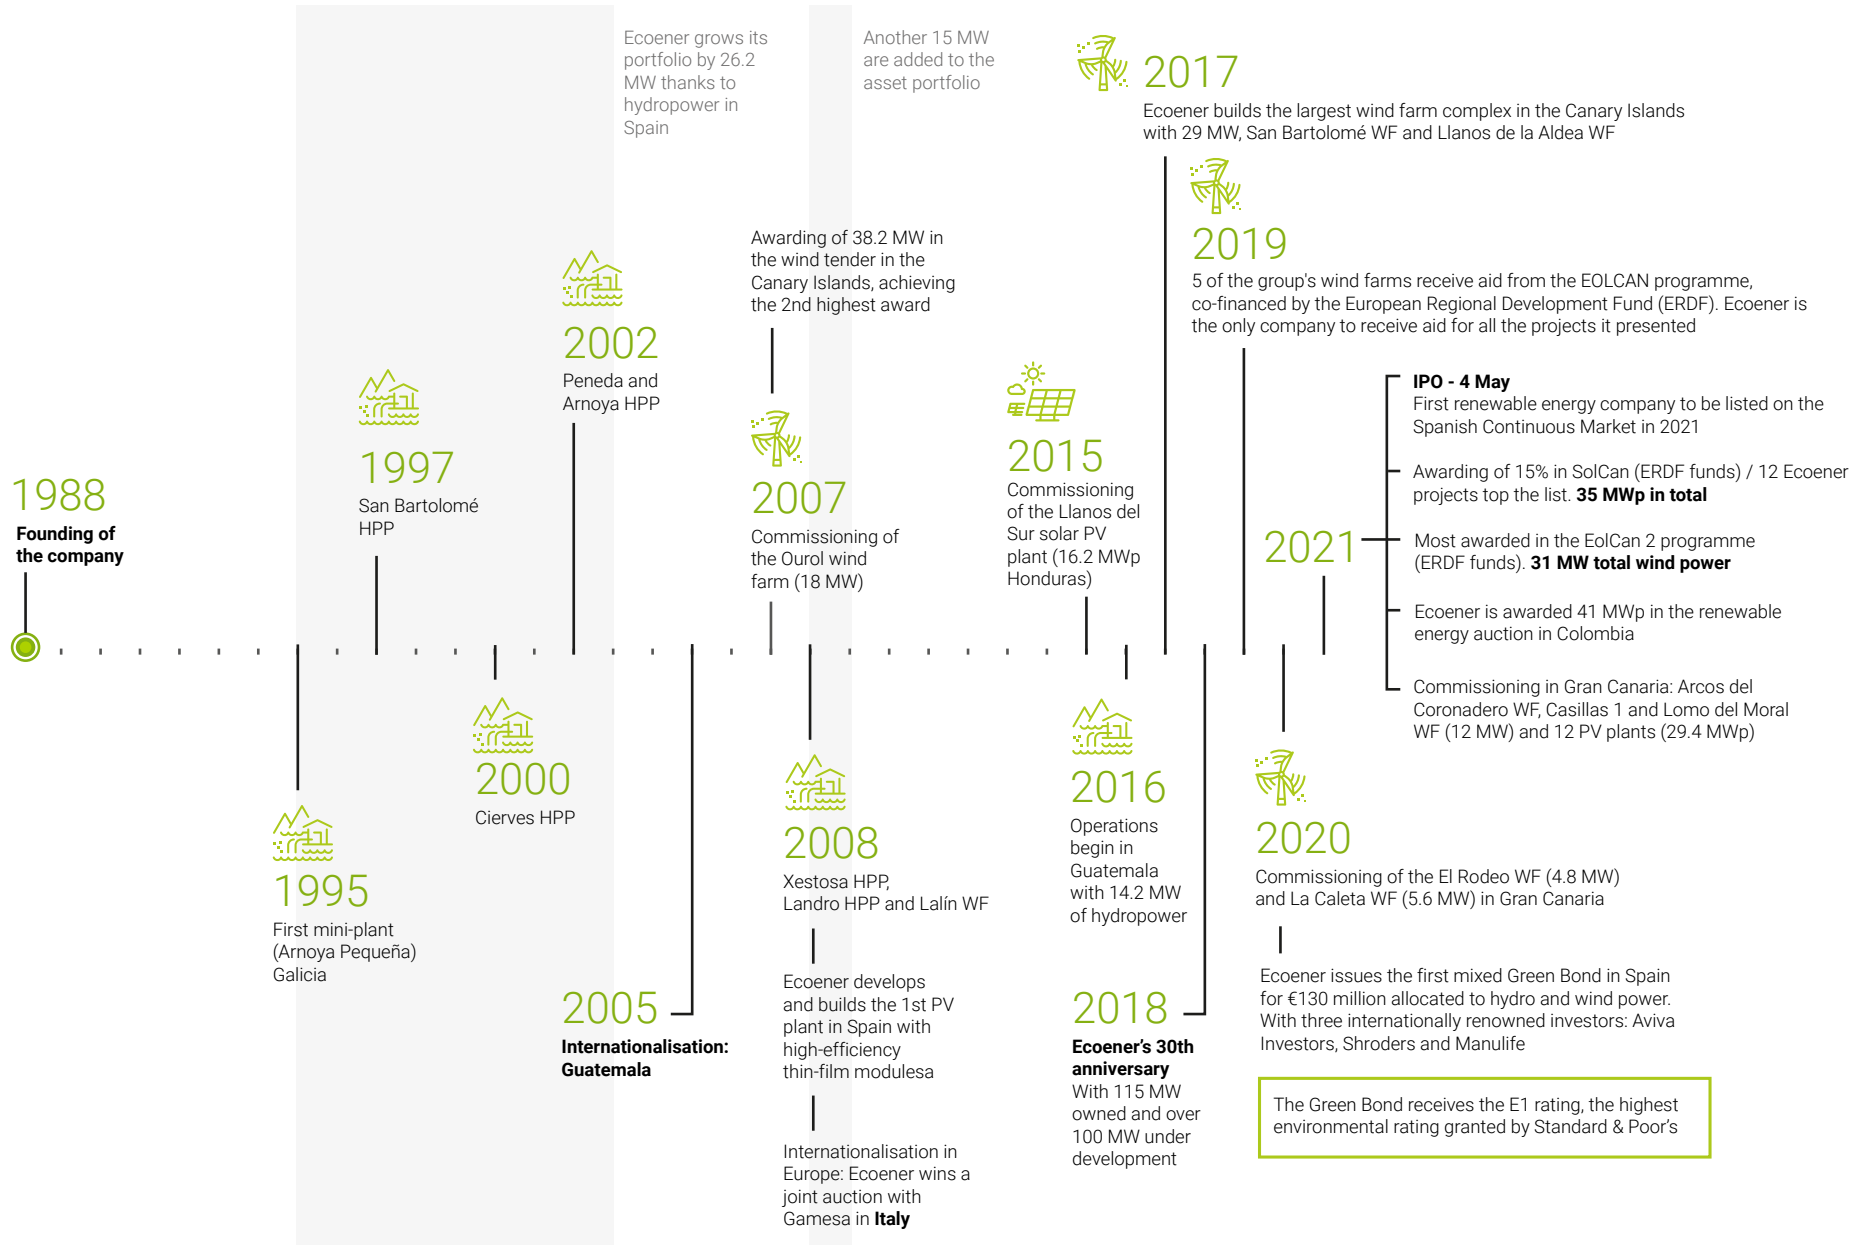 Ecoener grows its
portfolio by 26.2
MW thanks to
hydropower in
Spain
Another 15 MW
are added to the
asset portfolio
1988
Founding of
the company
1995
First mini-plant
(Arnoya Pequeña)
Galicia
1997
San Bartolomé
HPP
2000
Cierves HPP
2002
Peneda and
Arnoya HPP
2005
Internationalisation:
Guatemala
Awarding of 38.2 MW in
the wind tender in the
Canary Islands, achieving
the 2nd highest award
2007
Commissioning of
the Ourol wind
farm (18 MW)
2008
Xestosa HPP,
Landro HPP and Lalín WF
Ecoener develops
and builds the 1st PV
plant in Spain with
high-efficiency
thin-film modulesa
Internationalisation in
Europe: Ecoener wins a
joint auction with
Gamesa in Italy
2015
Commissioning
of the Llanos del
Sur solar PV
plant (16.2 MWp
Honduras)
2016
Operations
begin in
Guatemala
with 14.2 MW
of hydropower
2017
Ecoener builds the largest wind farm complex in the Canary Islands
with 29 MW, San Bartolomé WF and Llanos de la Aldea WF
2018
Ecoener's 30th
anniversary
With 115 MW
owned and over
100 MW under
development
2019
5 of the group's wind farms receive aid from the EOLCAN programme,
co-financed by the European Regional Development Fund (ERDF). Ecoener is
the only company to receive aid for all the projects it presented
2020
Commissioning of the El Rodeo WF (4.8 MW)
and La Caleta WF (5.6 MW) in Gran Canaria
Ecoener issues the first mixed Green Bond in Spain
for €130 million allocated to hydro and wind power.
With three internationally renowned investors: Aviva
Investors, Shroders and Manulife
The Green Bond receives the E1 rating, the highest
environmental rating granted by Standard & Poor's
2021
IPO - 4 May
First renewable energy company to be listed on the
Spanish Continuous Market in 2021
Awarding of 15% in SolCan (ERDF funds) / 12 Ecoener
projects top the list. 35 MWp in total
Most awarded in the EolCan 2 programme
(ERDF funds). 31 MW total wind power
Ecoener is awarded 41 MWp in the renewable
energy auction in Colombia
Commissioning in Gran Canaria: Arcos del
Coronadero WF, Casillas 1 and Lomo del Moral
WF (12 MW) and 12 PV plants (29.4 MWp)